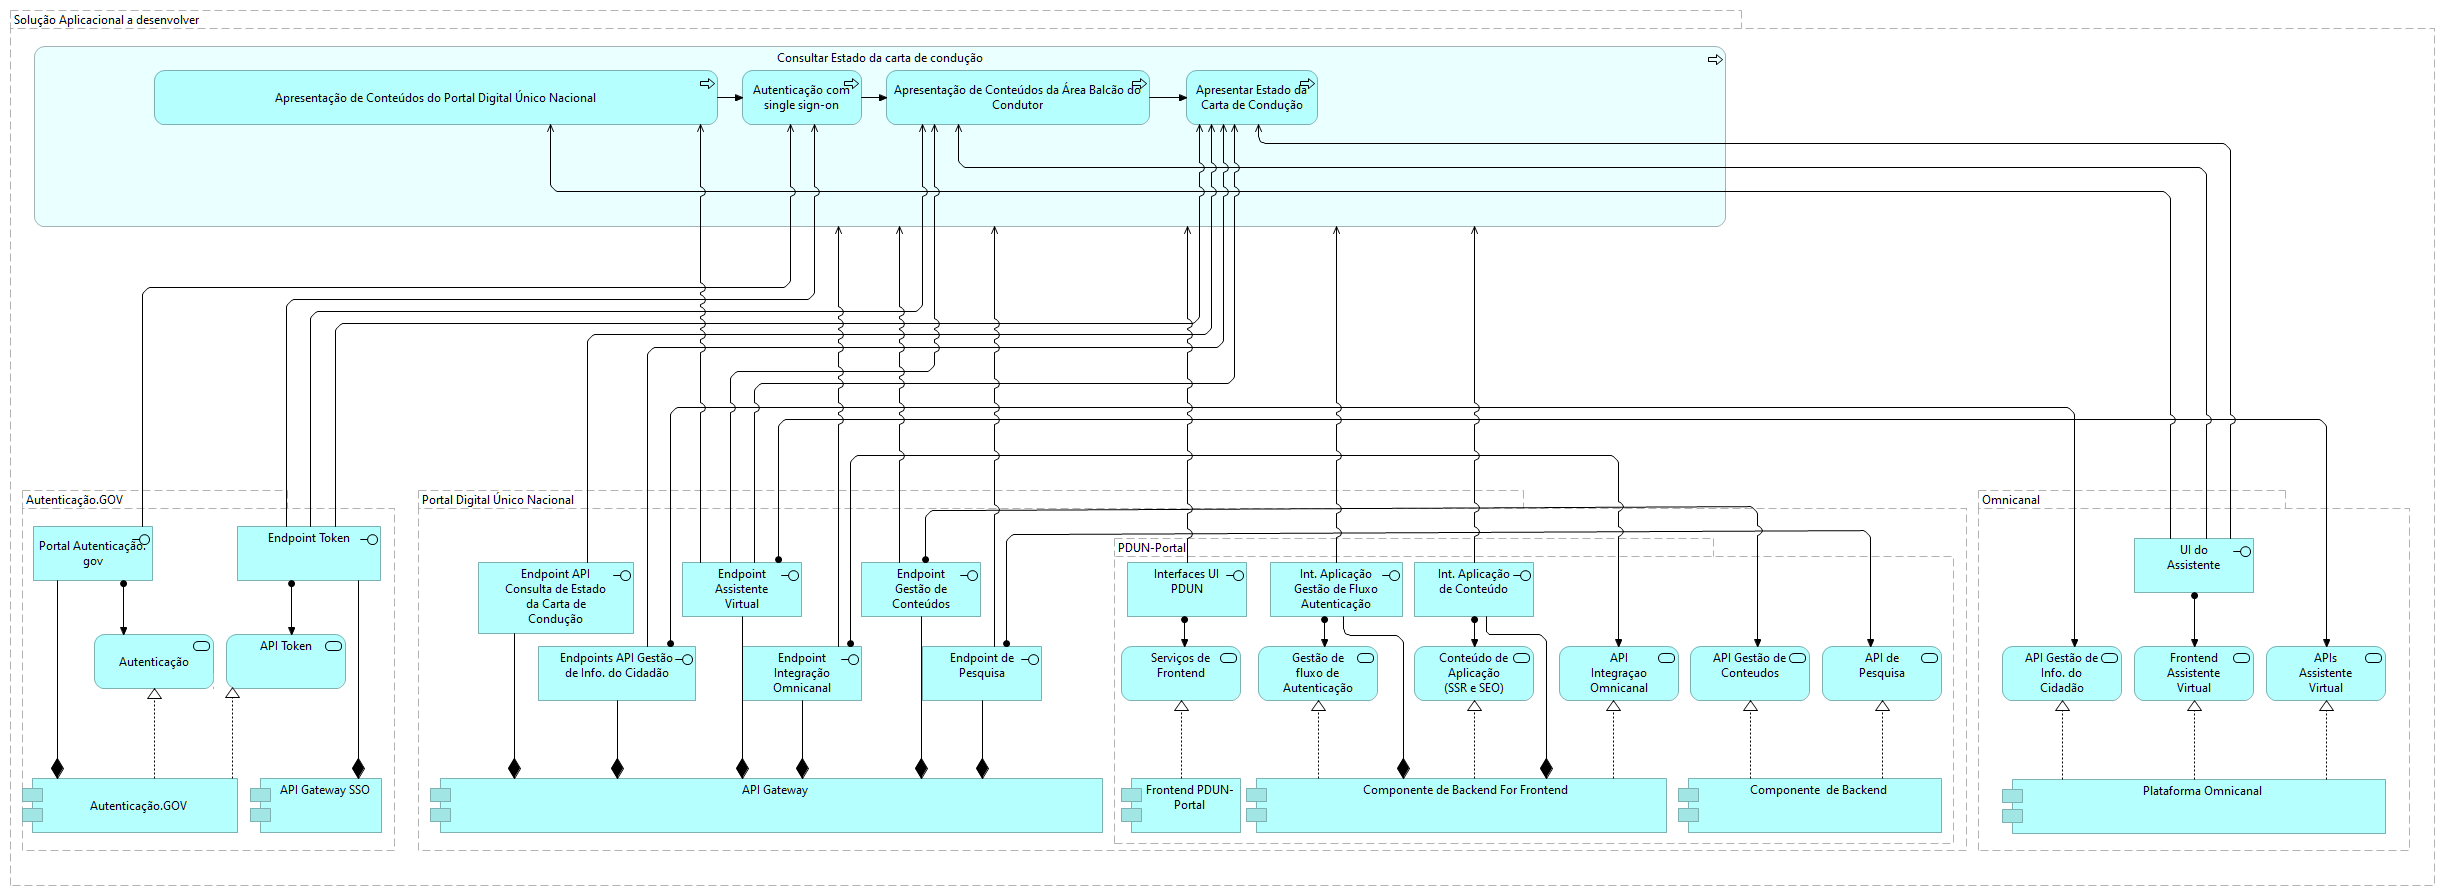 Solução Aplicacional a desenvolver
Consultar Estado da carta de condução
Apresentação de Conteúdos do Portal Digital Único Nacional
Autenticação com
single sign-on
Apresentação de Conteúdos da Área Balcão do
Condutor
Apresentar Estado da
Carta de Condução
Autenticação.GOV
Portal Autenticação.
gov
Endpoint Token
Autenticação
API Token
Autenticação.GOV
API Gateway SSO
Portal Digital Único Nacional
Endpoint API
Consulta de Estado
da Carta de
Condução
Endpoint
Assistente
Virtual
Endpoint
Gestão de
Conteúdos
Endpoints API Gestão
de Info. do Cidadão
Endpoint
Integração
Omnicanal
Endpoint de
Pesquisa
API Gateway
PDUN-Portal
Interfaces UI
PDUN
Int. Aplicação
Gestão de Fluxo
Autenticação
Int. Aplicação
de Conteúdo
Serviços de
Frontend
Gestão de
fluxo de
Autenticação
Conteúdo de
Aplicação
(SSR e SEO)
API
Integraçao
Omnicanal
API Gestão de
Conteudos
API de
Pesquisa
Frontend PDUN-
Portal
Componente de Backend For Frontend
Componente  de Backend
Omnicanal
UI do
Assistente
API Gestão de
Info. do
Cidadão
Frontend
Assistente
Virtual
APIs
Assistente
Virtual
Plataforma Omnicanal